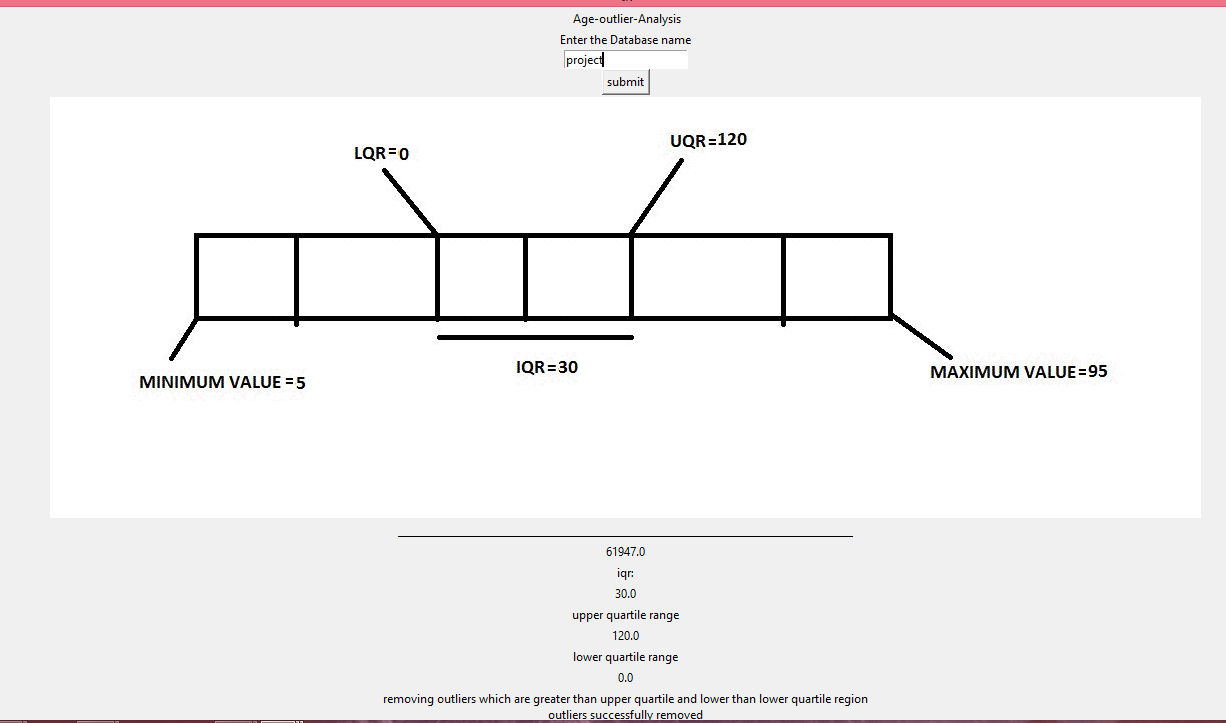 Age-outlier-Analysis
Enter the Database name
project
submit
LQR=0
UQR=120
IQR=30
MINIMUM VALUE =5
MAXIMUM VALUE=95
61947.0
iqr:
30.0
upper quartile range
120.0
lower quartile range
0.0
removing outliers which are greater than upper quartile and lower than lower quartile region
outliers successfully removed